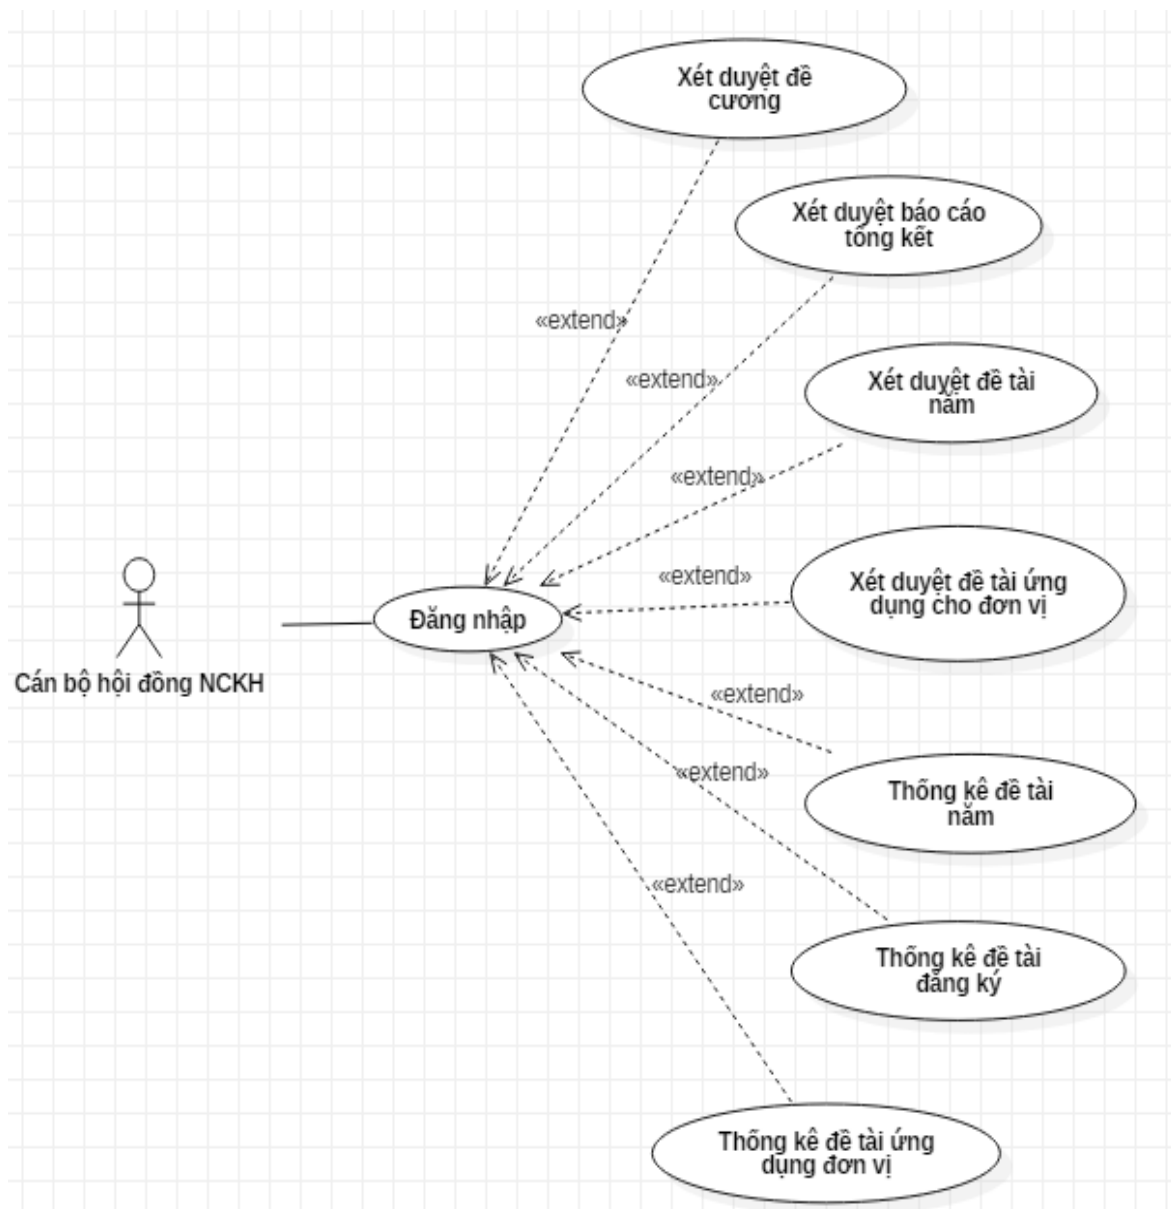 Xét duyệt đề
cương
Xét duyệt báo cáo
tổng kết
«extend»
«extend»
Xét duyệt đề tài
năm
«extend»
«extend»
Xét duyệt đề tài ứng
dụng cho đơn vị
Đăng nhập
Cán bộ hội đồng NCKH
«extend»
«extend»
Thống kê đề tài
năm
«extend»
Thống kê đề tài
đăng ký
Thống kê đề tài ứng
dụng đơn vị